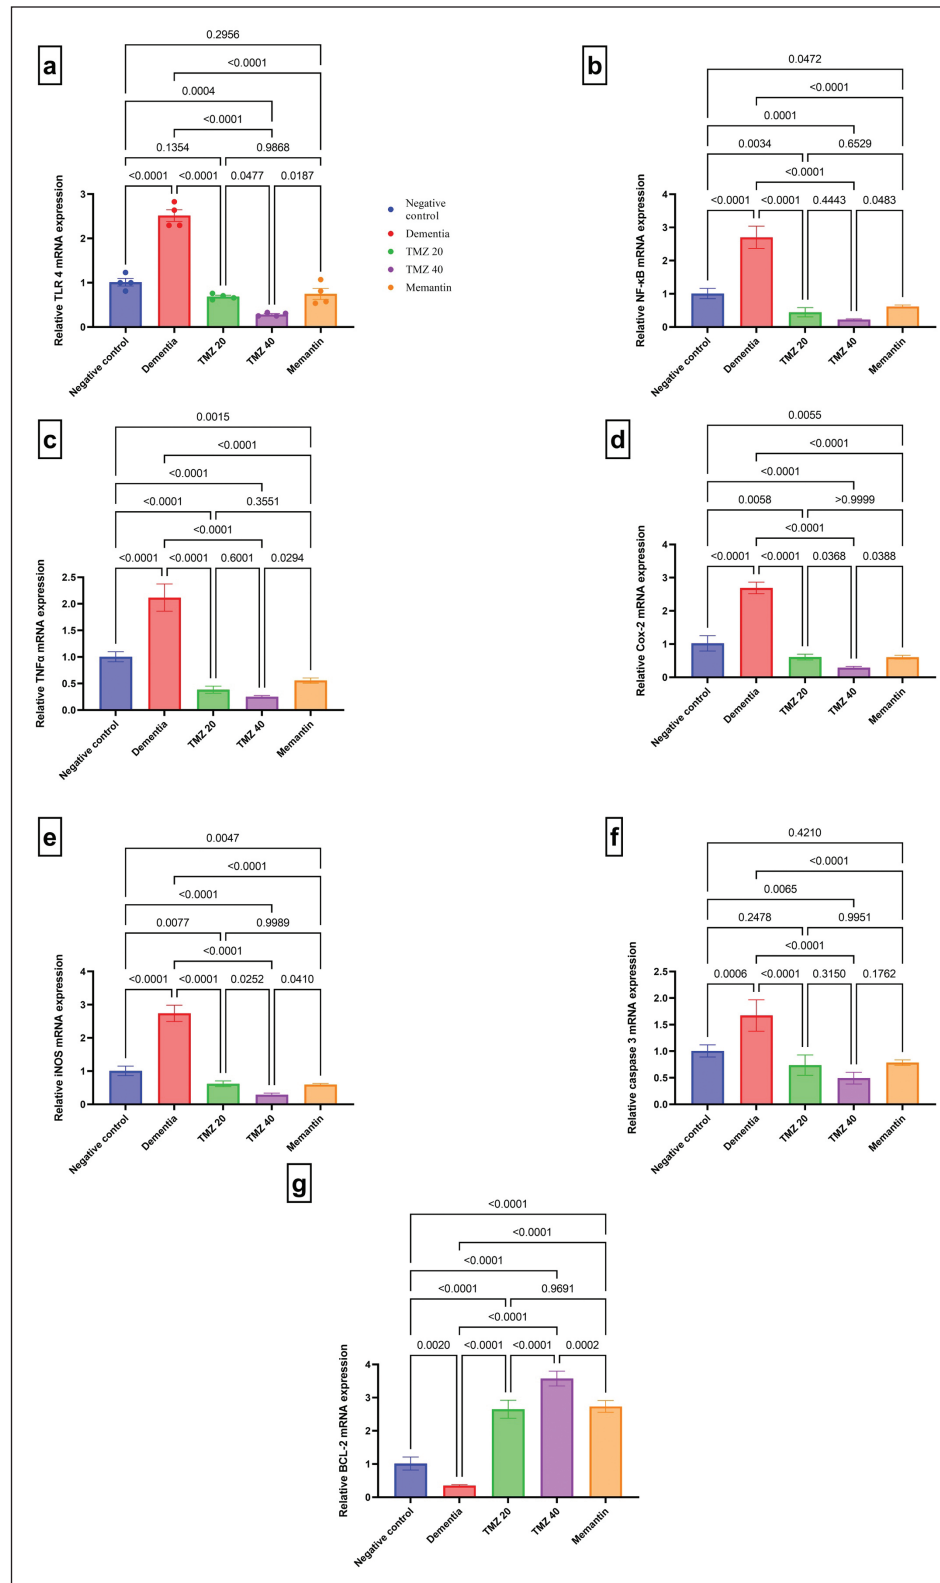 a
0.2956
<0.0001
0.0004
<0.0001
0.1354 0.9868
<0.0001 <0.0001 0.0477 0.0187
Relative TLR 4 mRNA expression
3
2
1
0
Negative control Dementia TMZ 20 TMZ 40 Memantin
Negative
control
Dementia
TMZ 20
TMZ 40
Memantin
b
0.0472
<0.0001
0.0001
0.0034 0.6529
<0.0001
<0.0001 <0.0001 0.4443 0.0483
Relative NF-κB mRNA expression
4
3
2
1
0
Negative control Dementia TMZ 20 TMZ 40 Memantin
c
0.0015
<0.0001
<0.0001
<0.0001 0.3551
<0.0001
<0.0001 <0.0001 0.6001 0.0294
Relative TNFα mRNA expression
2.5
2.0
1.5
1.0
0.5
0.0
Negative control Dementia TMZ 20 TMZ 40 Memantin
d
0.0055
<0.0001
<0.0001
0.0058 >0.9999
<0.0001
<0.0001 <0.0001 0.0368 0.0388
Relative Cox-2 mRNA expression
4
3
2
1
0
Negative control Dementia TMZ 20 TMZ 40 Memantin
e
0.0047
<0.0001
<0.0001
0.0077 0.9989
<0.0001
<0.0001 <0.0001 0.0252 0.0410
Relative iNOS mRNA expression
4
3
2
1
0
Negative control Dementia TMZ 20 TMZ 40 Memantin
f
0.4210
<0.0001
0.0065
0.2478 0.9951
<0.0001
0.0006 <0.0001 0.3150 0.1762
Relative caspase 3 mRNA expression
2.5
2.0
1.5
1.0
0.5
0.0
Negative control Dementia TMZ 20 TMZ 40 Memantin
g
<0.0001
<0.0001
<0.0001
<0.0001 0.9691
<0.0001
0.0020 <0.0001 <0.0001 0.0002
Relative BCL-2 mRNA expression
4
3
2
1
0
Negative control Dementia TMZ 20 TMZ 40 Memantin